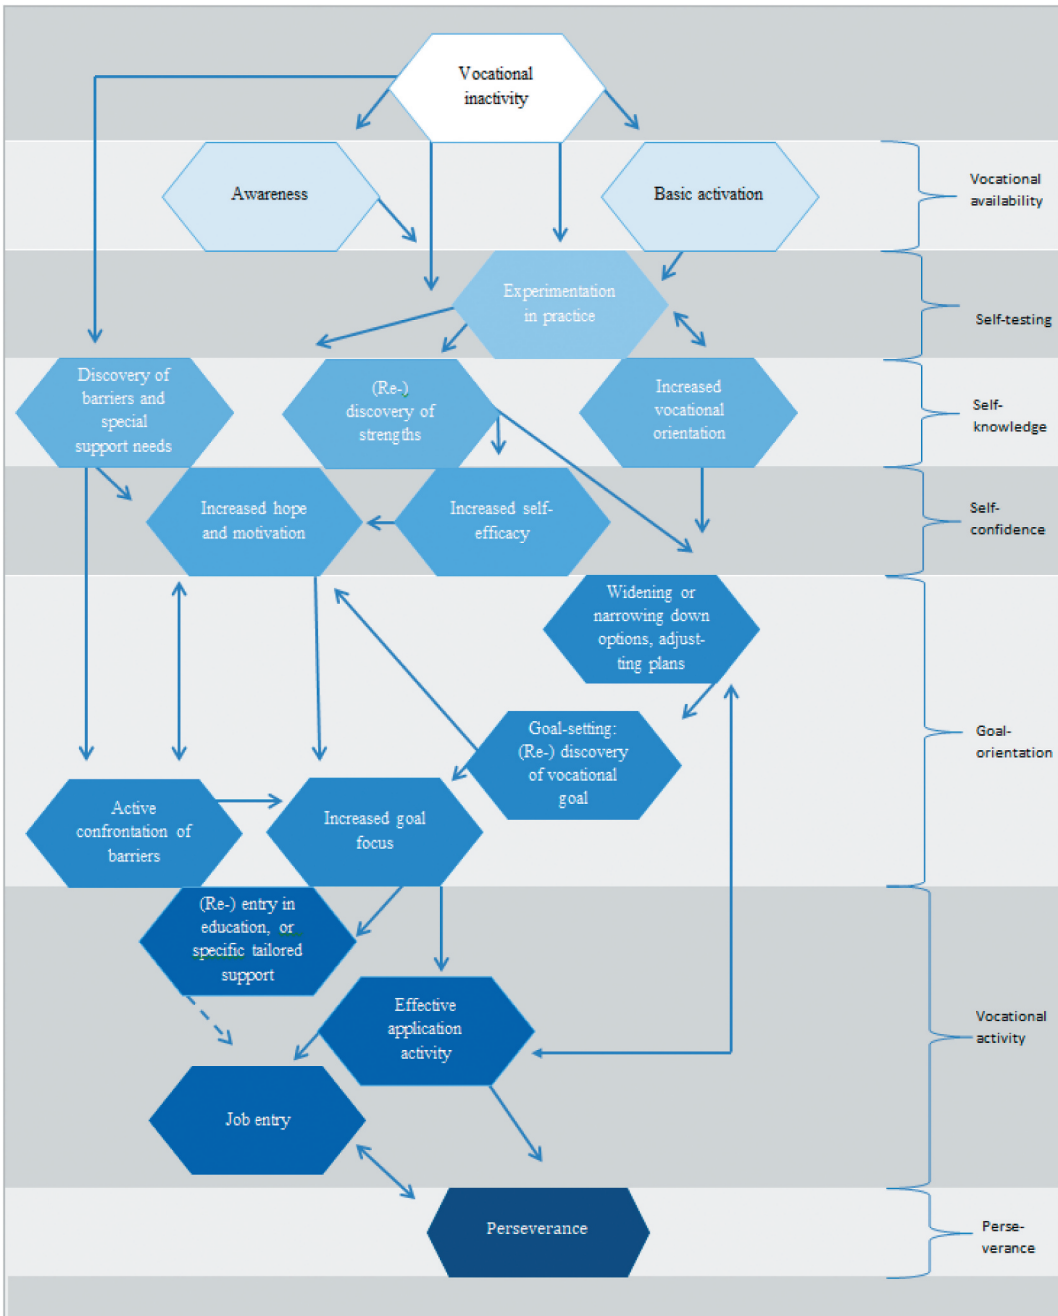 Vocational
inactivity
Awareness
Basic activation
Vocational
availability
Experimentation
in practice
Self-testing
Discovery of
barriers and
special
support needs
(Re-)
discovery of
strengths
Increased
vocational
orientation
Self-
knowledge
Increased hope
and motivation
Increased self-
efficacy
Self-
confidence
Widening or
narrowing down
options, adjust-
ting plans
Goal-setting:
(Re-) discovery
of vocational
goal
Goal-
orientation
Active
confrontation of
barriers
Increased goal
focus
(Re-) entry in
education, or
specific tailored
support
Effective
application
activity
Vocational
activity
Job entry
Perseverance
Perse-
verance